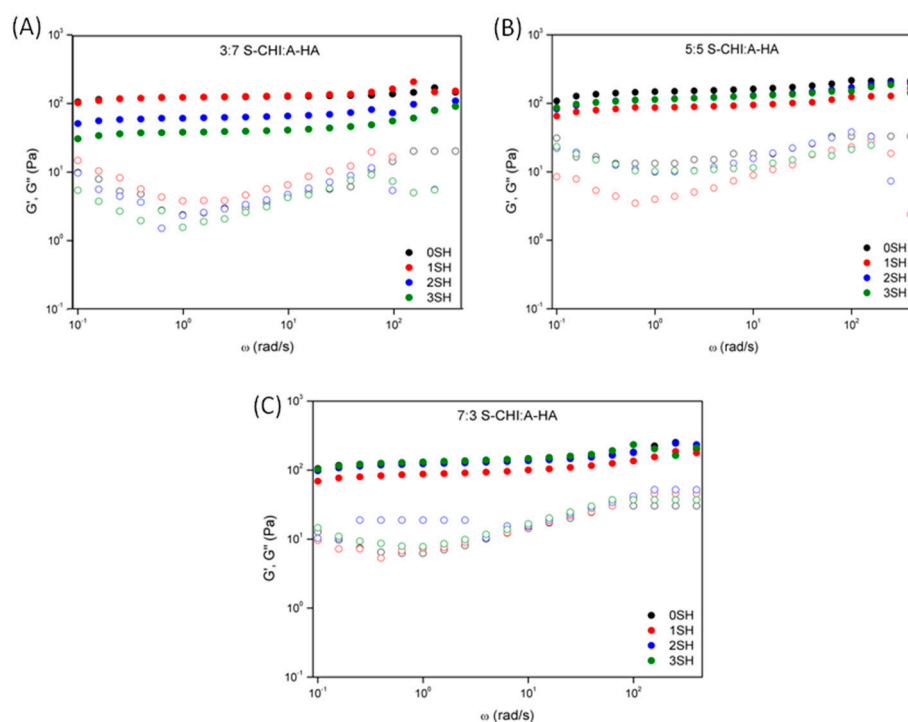 (A)
3:7 S-CHI:A-HA
G', G'' (Pa)
10³
10²
10¹
10⁰
10⁻¹
0SH
1SH
2SH
3SH
10⁻¹ 10⁰ 10¹ 10²
ω (rad/s)
(B)
5:5 S-CHI:A-HA
G', G'' (Pa)
10³
10²
10¹
10⁰
10⁻¹
0SH
1SH
2SH
3SH
10⁻¹ 10⁰ 10¹ 10²
ω (rad/s)
(C)
7:3 S-CHI:A-HA
G', G'' (Pa)
10³
10²
10¹
10⁰
10⁻¹
0SH
1SH
2SH
3SH
10⁻¹ 10⁰ 10¹ 10²
ω (rad/s)